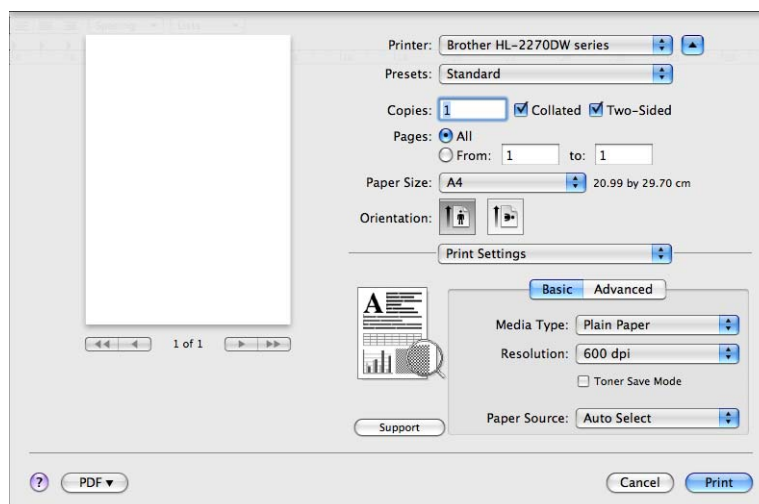 Spacing
Lists
Printer: Brother HL-2270DW series
Presets: Standard
Copies: 1 Collated Two-Sided
Pages: All
From: 1 to: 1
Paper Size: A4 20.99 by 29.70 cm
Orientation:
Print Settings
Basic Advanced
A
Media Type: Plain Paper
1 of 1
Resolution: 600 dpi
Toner Save Mode
Paper Source: Auto Select
Support
? PDF▼ Cancel Print